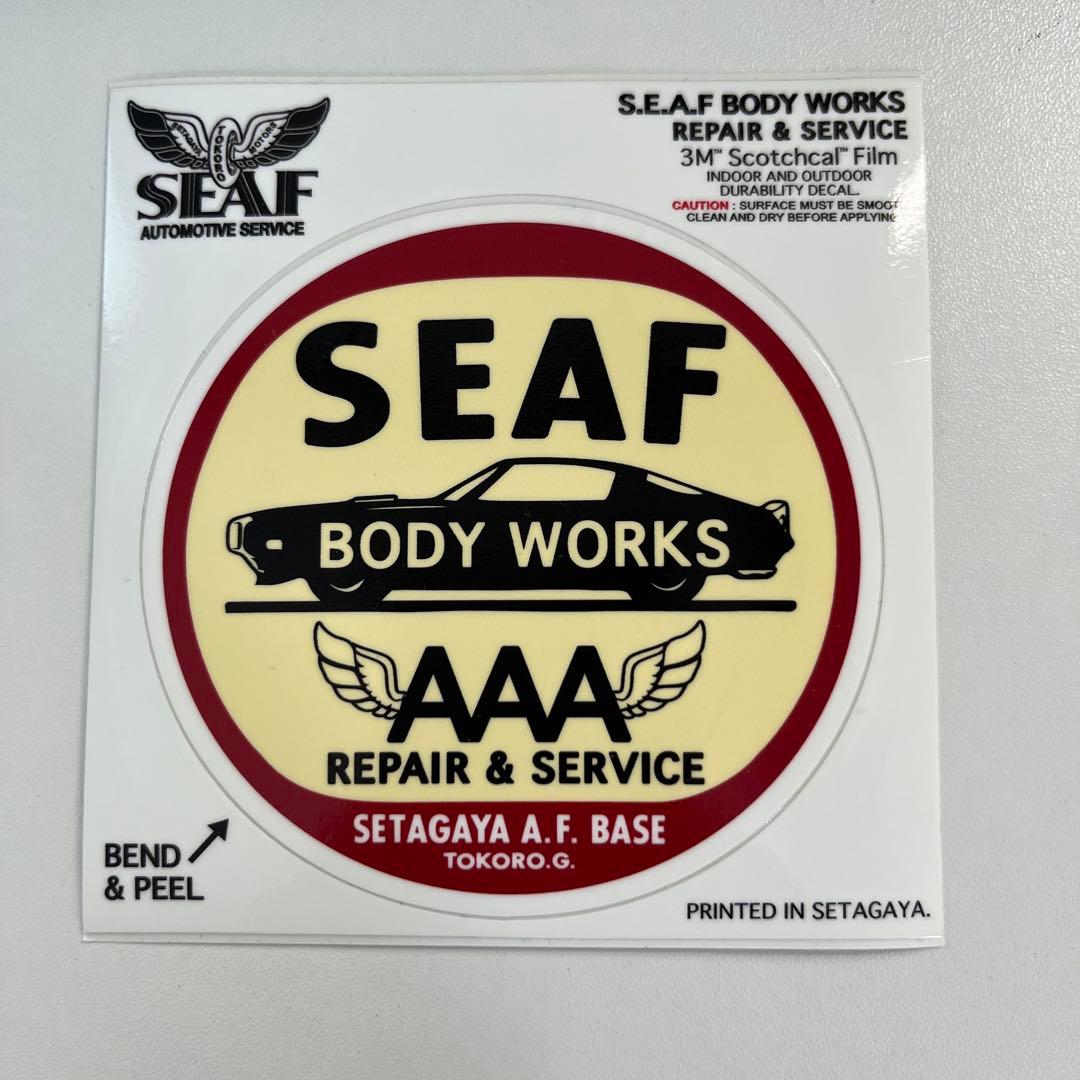 SETAGAYA TOKORO MOTORS
SEAF
AUTOMOTIVE SERVICE
S.E.A.F BODY WORKS
REPAIR & SERVICE
3M™ Scotchcal™ Film
INDOOR AND OUTDOOR
DURABILITY DECAL.
CAUTION : SURFACE MUST BE SMOOT
CLEAN AND DRY BEFORE APPLYING
SEAF
BODY WORKS
AAA
REPAIR & SERVICE
SETAGAYA A.F. BASE
TOKORO.G.
BEND
& PEEL
PRINTED IN SETAGAYA.